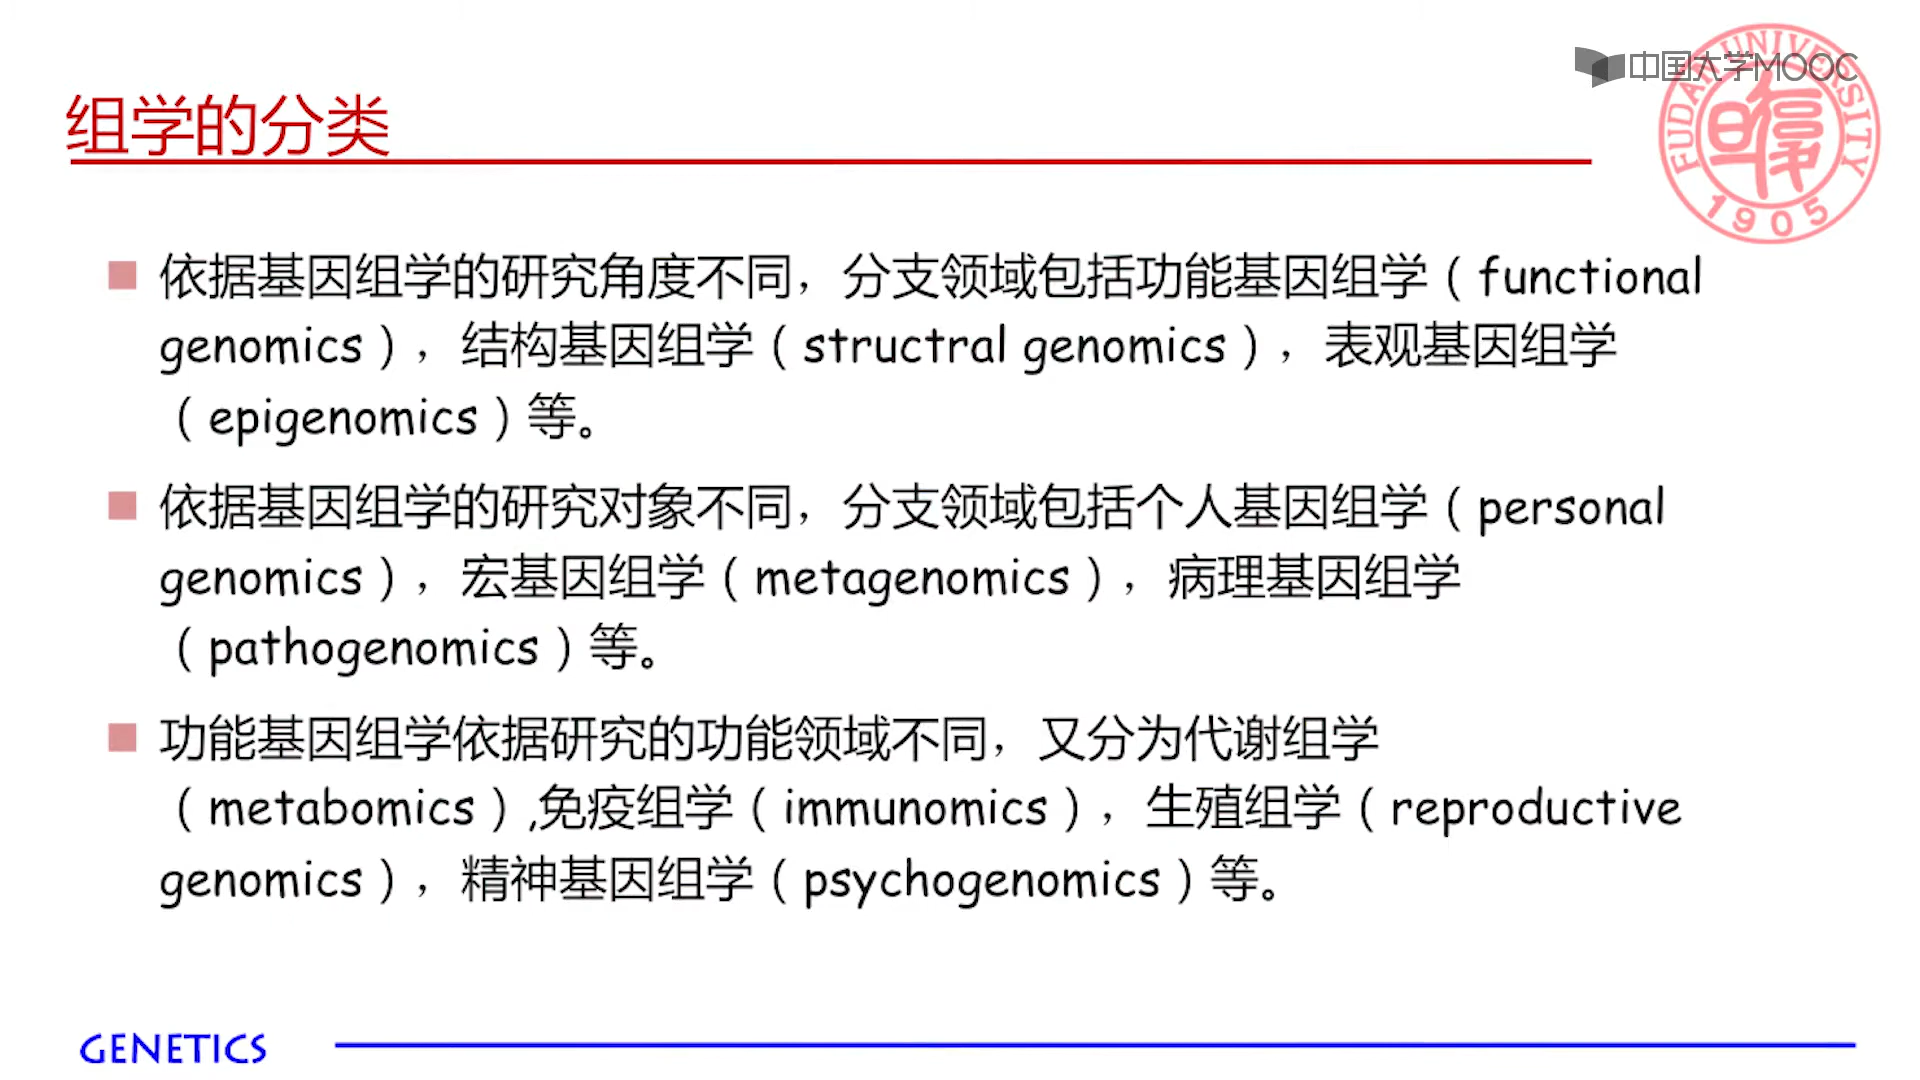 中国大学MOOC
FUDAN UNIVERSITY
1905
组学的分类
依据基因组学的研究角度不同，分支领域包括功能基因组学（functional
genomics），结构基因组学（structral genomics），表观基因组学
（epigenomics）等。
依据基因组学的研究对象不同，分支领域包括个人基因组学（personal
genomics），宏基因组学（metagenomics），病理基因组学
（pathogenomics）等。
功能基因组学依据研究的功能领域不同，又分为代谢组学
（metabomics）,免疫组学（immunomics），生殖组学（reproductive
genomics），精神基因组学（psychogenomics）等。
GENETICS